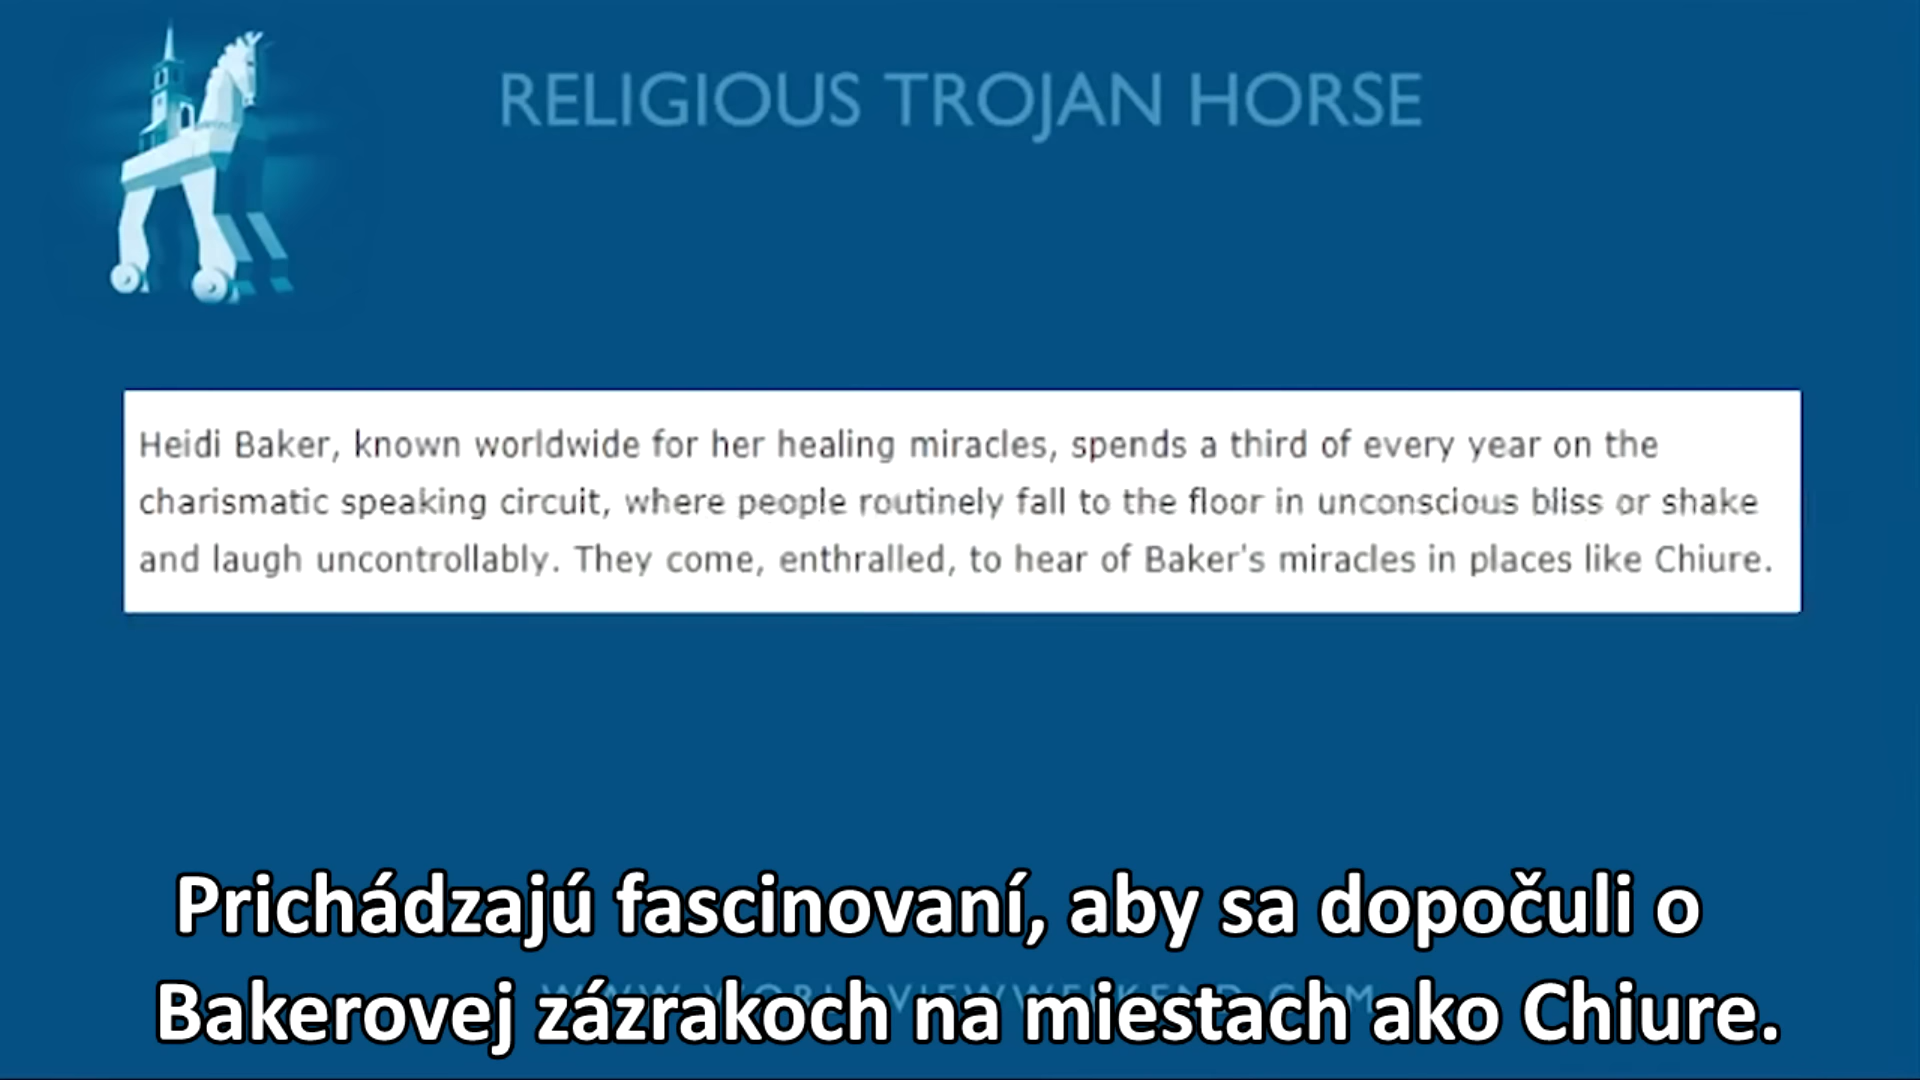 RELIGIOUS TROJAN HORSE
Heidi Baker, known worldwide for her healing miracles, spends a third of every year on the
charismatic speaking circuit, where people routinely fall to the floor in unconscious bliss or shake
and laugh uncontrollably. They come, enthralled, to hear of Baker's miracles in places like Chiure.
Prichádzajú fascinovaní, aby sa dopočuli o
WWW.WORLDVIEWWEEKEND.COM
Bakerovej zázrakoch na miestach ako Chiure.